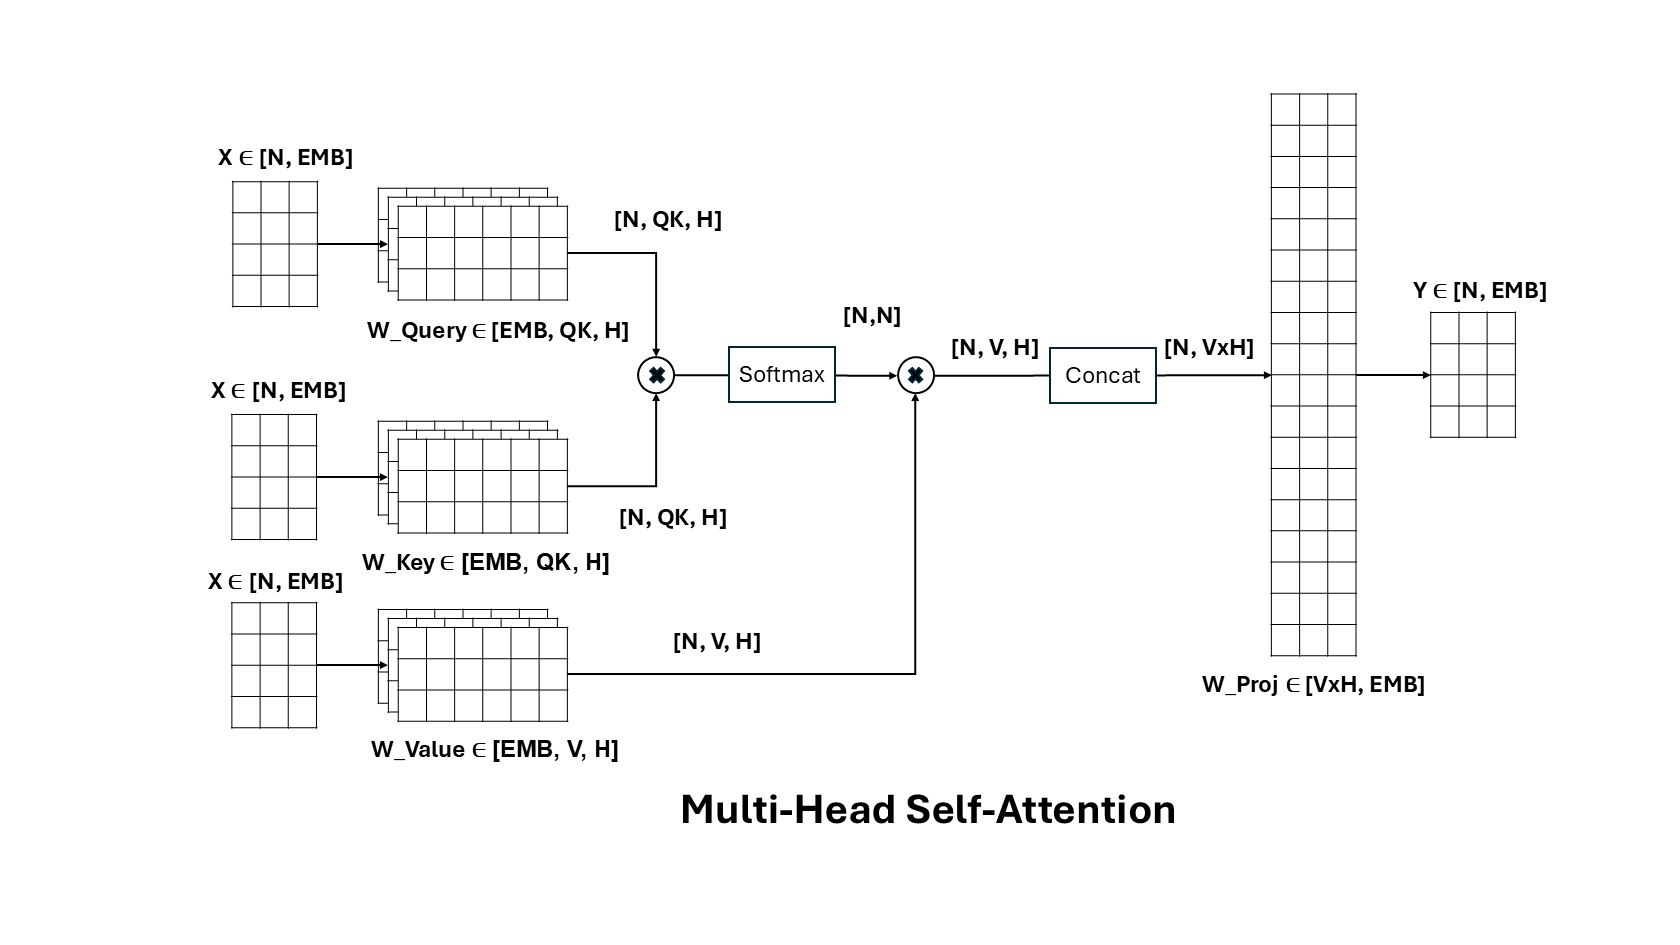 X ∈ [N, EMB]
[N, QK, H]
W_Query ∈ [EMB, QK, H]
X ∈ [N, EMB]
[N, QK, H]
W_Key ∈ [EMB, QK, H]
X ∈ [N, EMB]
[N, V, H]
W_Value ∈ [EMB, V, H]
Softmax
[N,N]
[N, V, H]
Concat
[N, VxH]
W_Proj ∈ [VxH, EMB]
Y ∈ [N, EMB]
Multi-Head Self-Attention